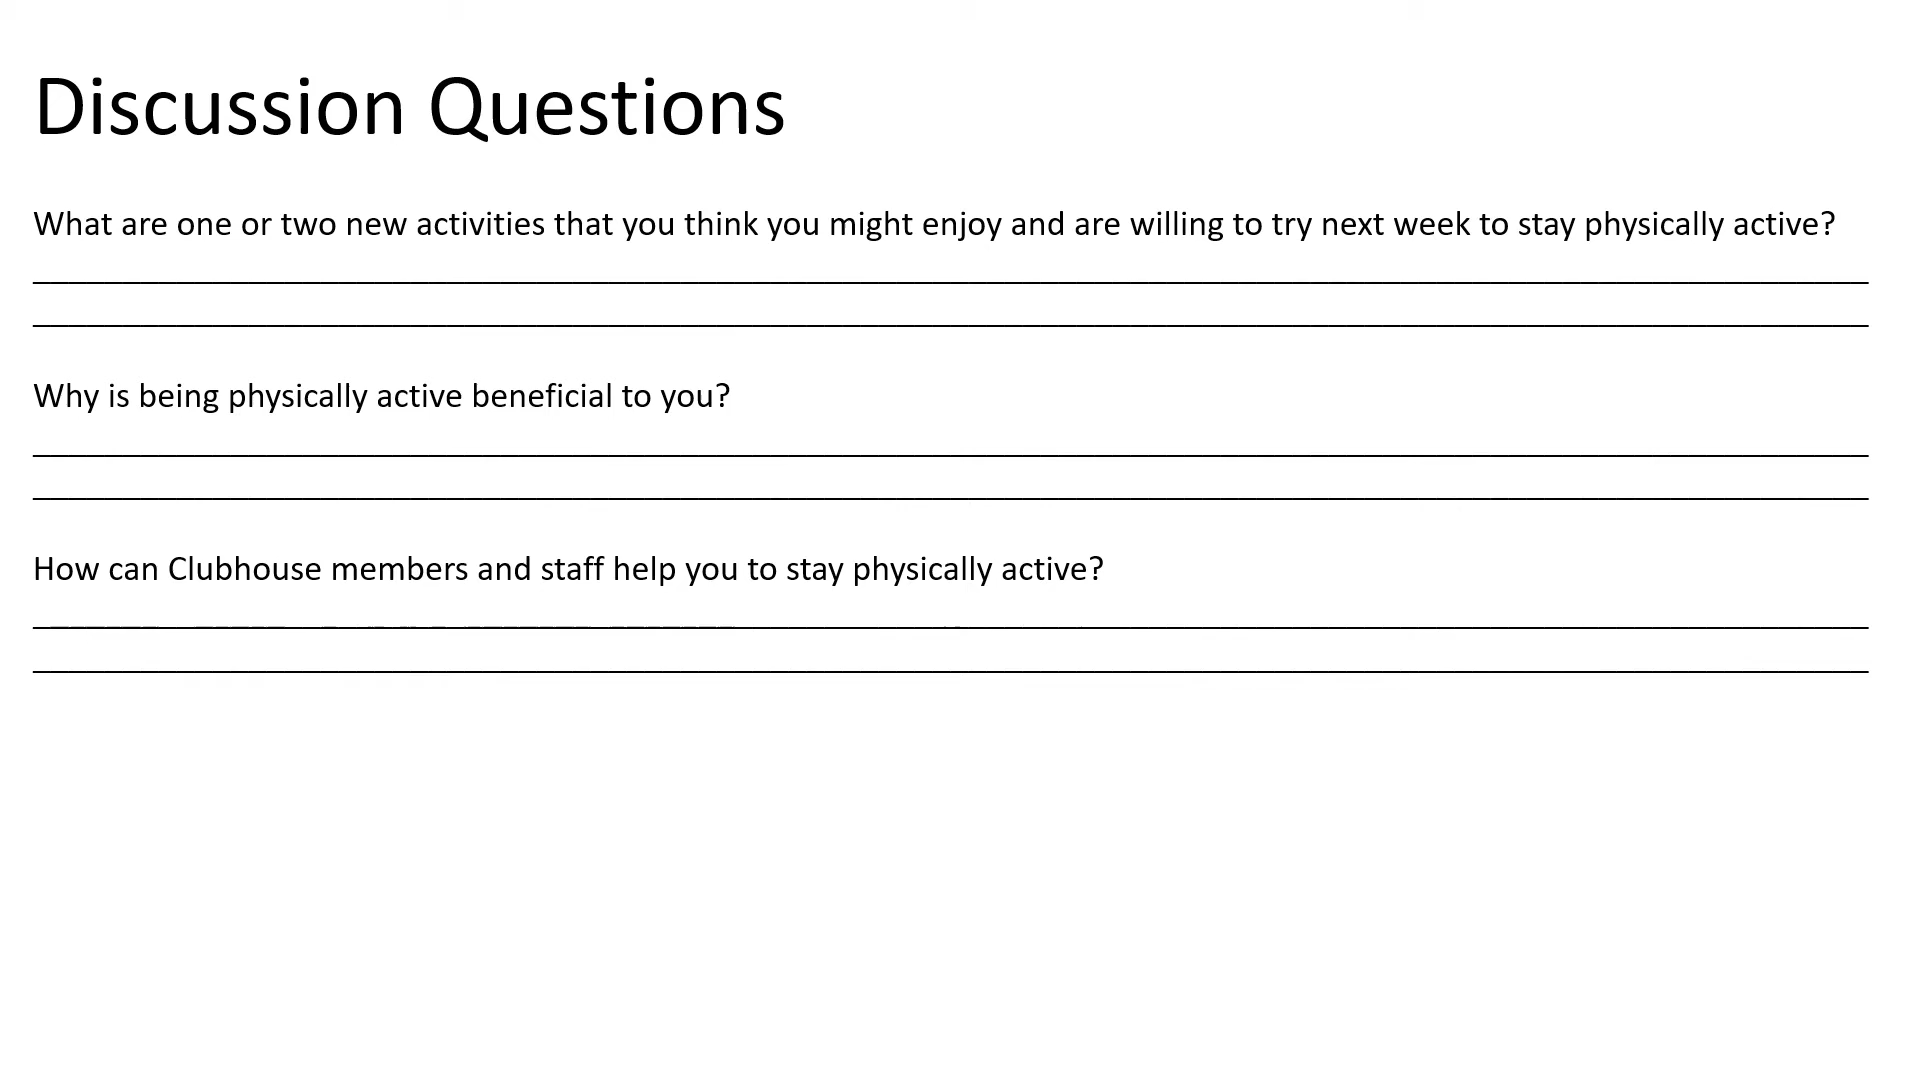 Discussion Questions
What are one or two new activities that you think you might enjoy and are willing to try next week to stay physically active?
Why is being physically active beneficial to you?
How can Clubhouse members and staff help you to stay physically active?